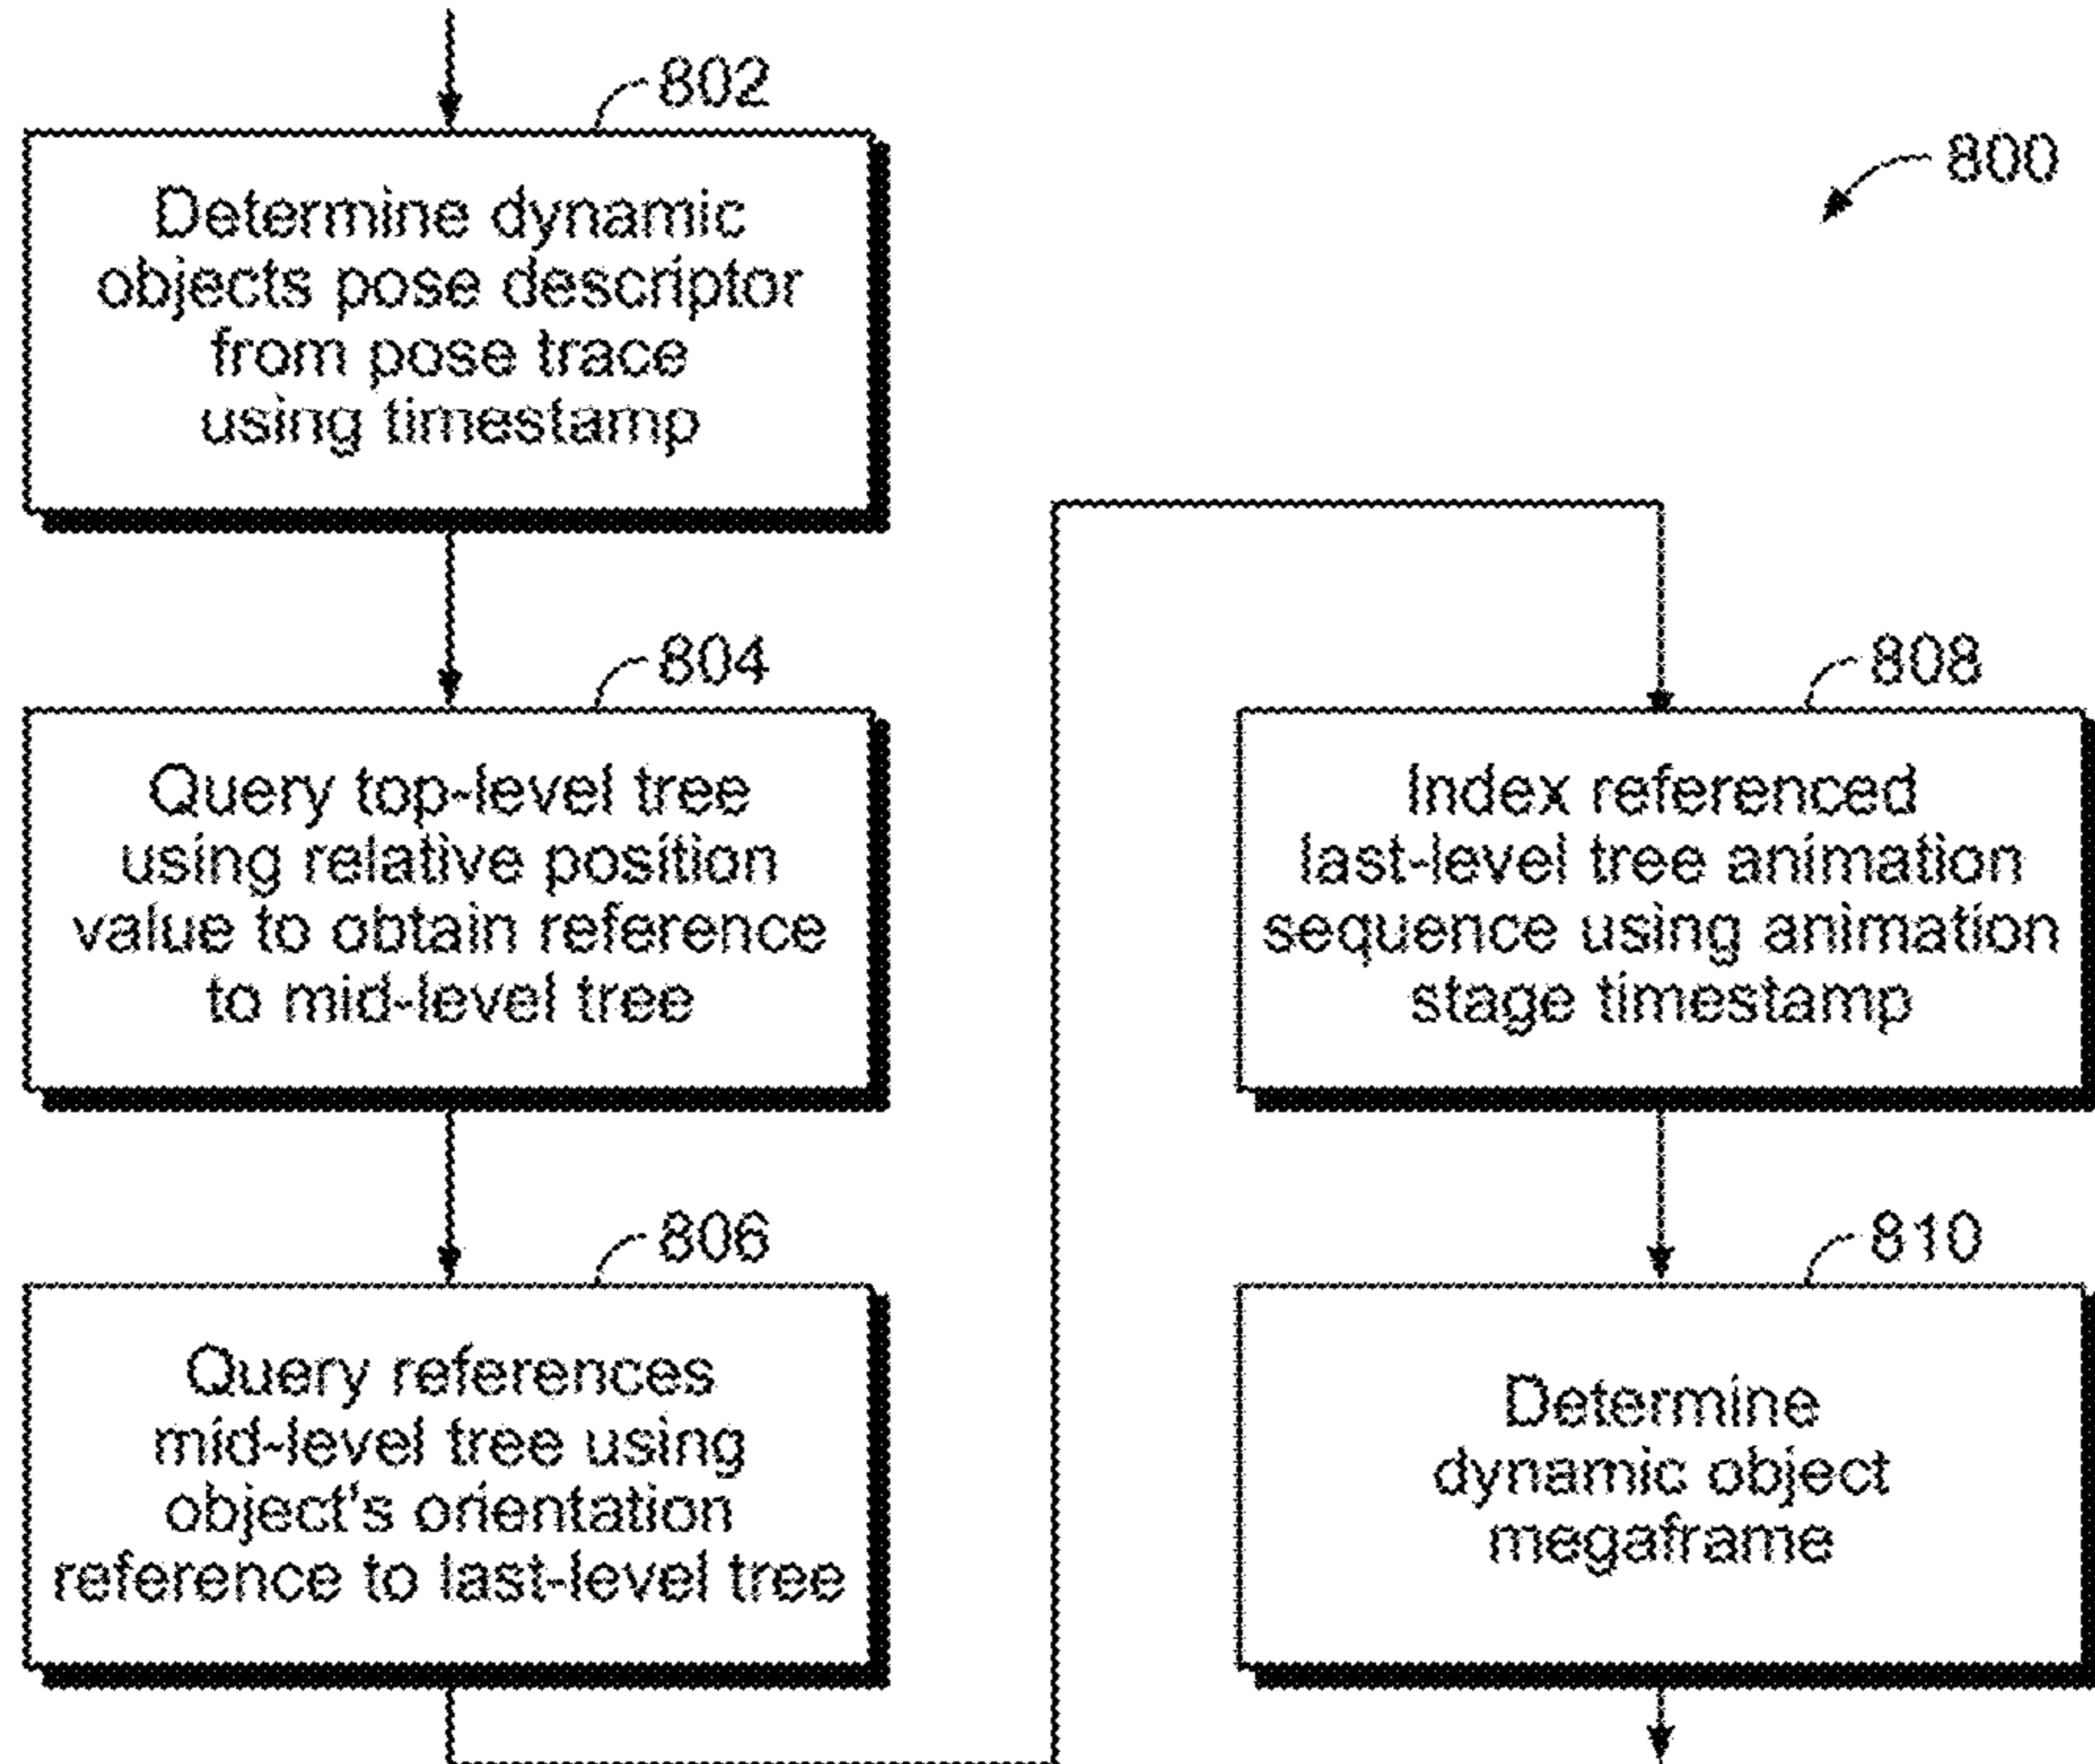 802
Determine dynamic
objects pose descriptor
from pose trace
using timestamp
804
Query top-level tree
using relative position
value to obtain reference
to mid-level tree
806
Query references
mid-level tree using
object's orientation
reference to last-level tree
800
808
Index referenced
last-level tree animation
sequence using animation
stage timestamp
810
Determine
dynamic object
megaframe